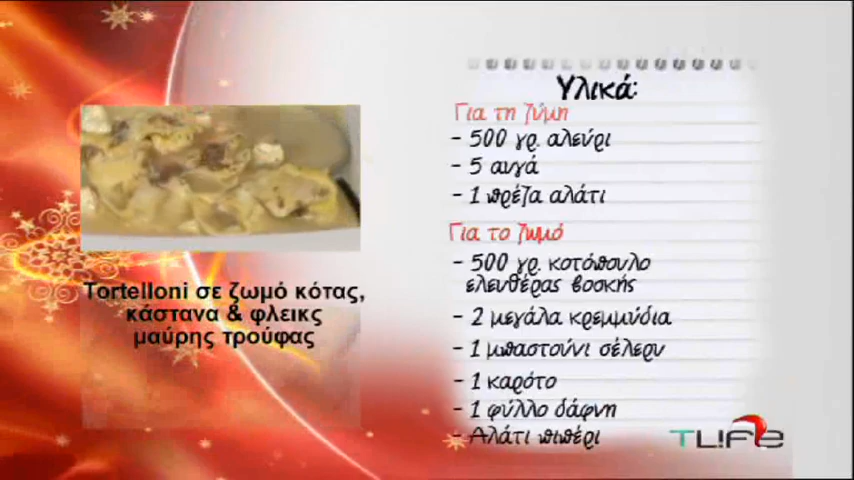 Υλικά:
Για τη ζύμη
- 500 γρ. αλεύρι
- 5 αυγά
- 1 πρέζα αλάτι
Για το ζωμό
- 500 γρ. κοτόπουλο
ελευθέρας βοσκής
- 2 μεγάλα κρεμμύδια
- 1 μπαστούνι σέλερυ
- 1 καρότο
- 1 φύλλο δάφνη
- Αλάτι πιπέρι
Tortelloni σε ζωμό κότας,
κάστανα & φλεικς
μαύρης τρούφας
TLIFE